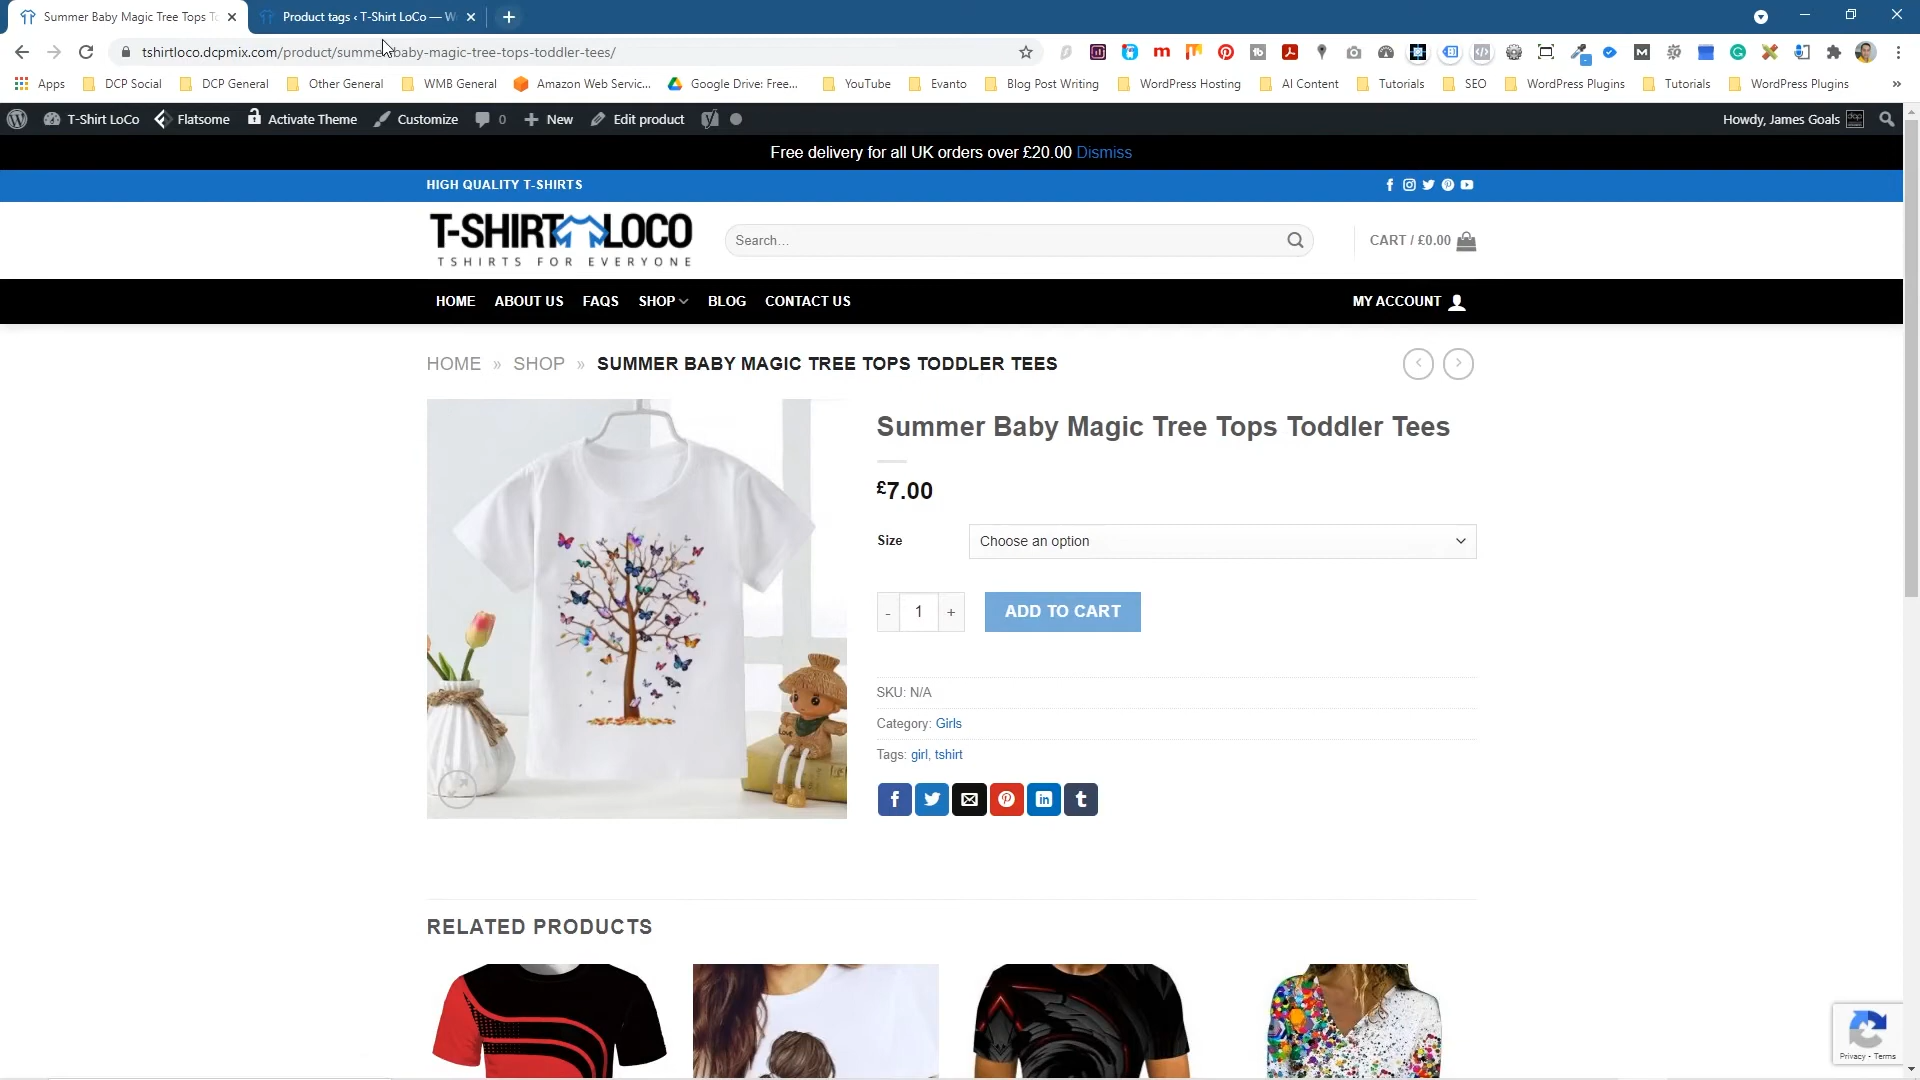 Summer Baby Magic Tree Tops To
Product tags ‹ T-Shirt LoCo — W
tshirtloco.dcpmix.com/product/summer-baby-magic-tree-tops-toddler-tees/
Apps DCP Social DCP General Other General WMB General Amazon Web Servic... Google Drive: Free... YouTube Evanto Blog Post Writing WordPress Hosting AI Content Tutorials SEO WordPress Plugins Tutorials WordPress Plugins »
T-Shirt LoCo Flatsome Activate Theme Customize 0 New Edit product Howdy, James Goals
Free delivery for all UK orders over £20.00 Dismiss
HIGH QUALITY T-SHIRTS
T-SHIRT LOCO
TSHIRTS FOR EVERYONE
Search...
CART / £0.00
HOME ABOUT US FAQS SHOP BLOG CONTACT US MY ACCOUNT
HOME » SHOP » SUMMER BABY MAGIC TREE TOPS TODDLER TEES
Summer Baby Magic Tree Tops Toddler Tees
£7.00
Size Choose an option
- 1 + ADD TO CART
SKU: N/A
Category: Girls
Tags: girl, tshirt
RELATED PRODUCTS
Privacy - Terms